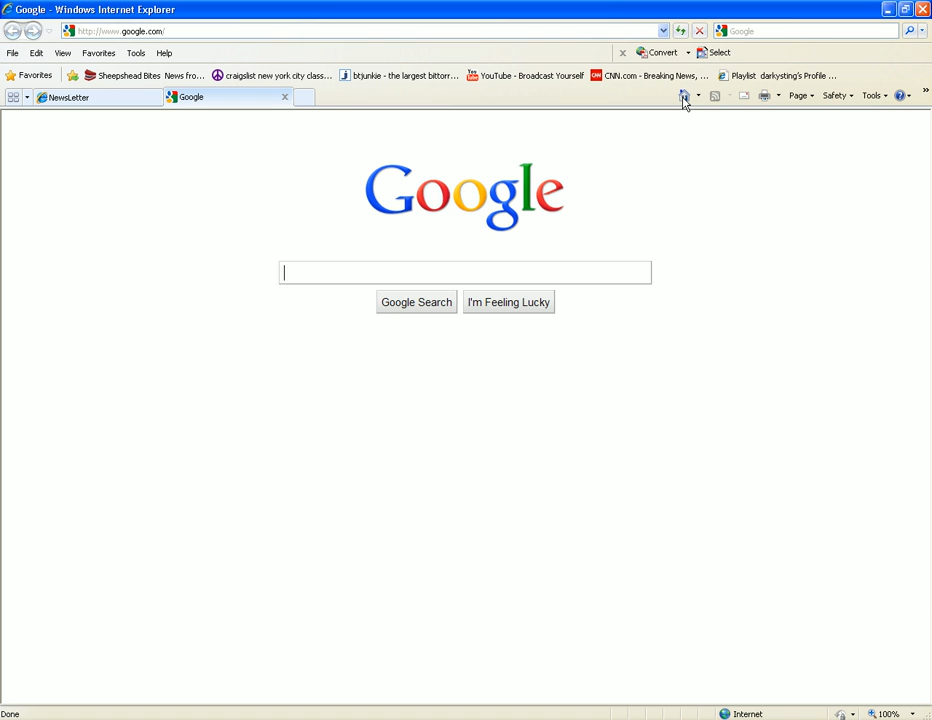 Google - Windows Internet Explorer
http://www.google.com/
Google
File Edit View Favorites Tools Help
Convert Select
Favorites Sheepshead Bites News fro... craigslist new york city class... btjunkie - the largest bittorr... YouTube - Broadcast Yourself CNN.com - Breaking News, ... Playlist darkysting's Profile ...
NewsLetter Google Page Safety Tools
Google
Google Search I'm Feeling Lucky
Done Internet 100%